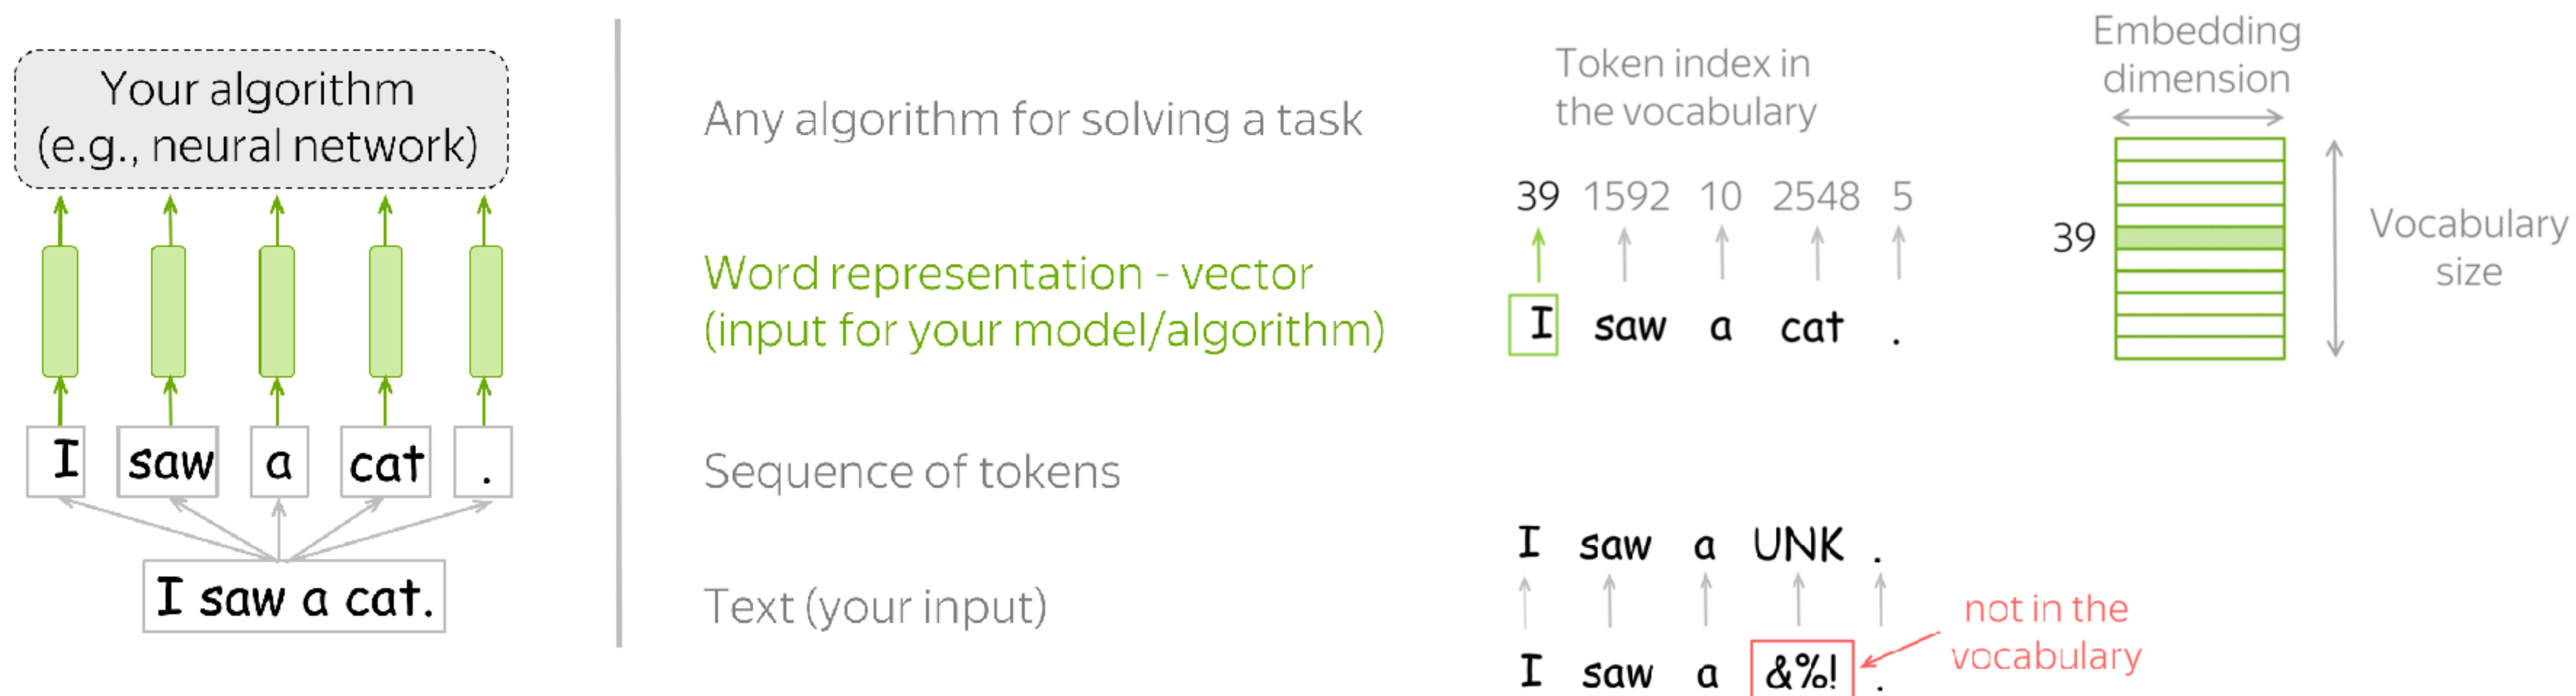 Your algorithm
(e.g., neural network)
I saw a cat .
I saw a cat.
Any algorithm for solving a task
Word representation - vector
(input for your model/algorithm)
Sequence of tokens
Text (your input)
Token index in
the vocabulary
39 1592 10 2548 5
I saw a cat .
Embedding
dimension
39
Vocabulary
size
I saw a UNK .
I saw a &%! .
not in the
vocabulary